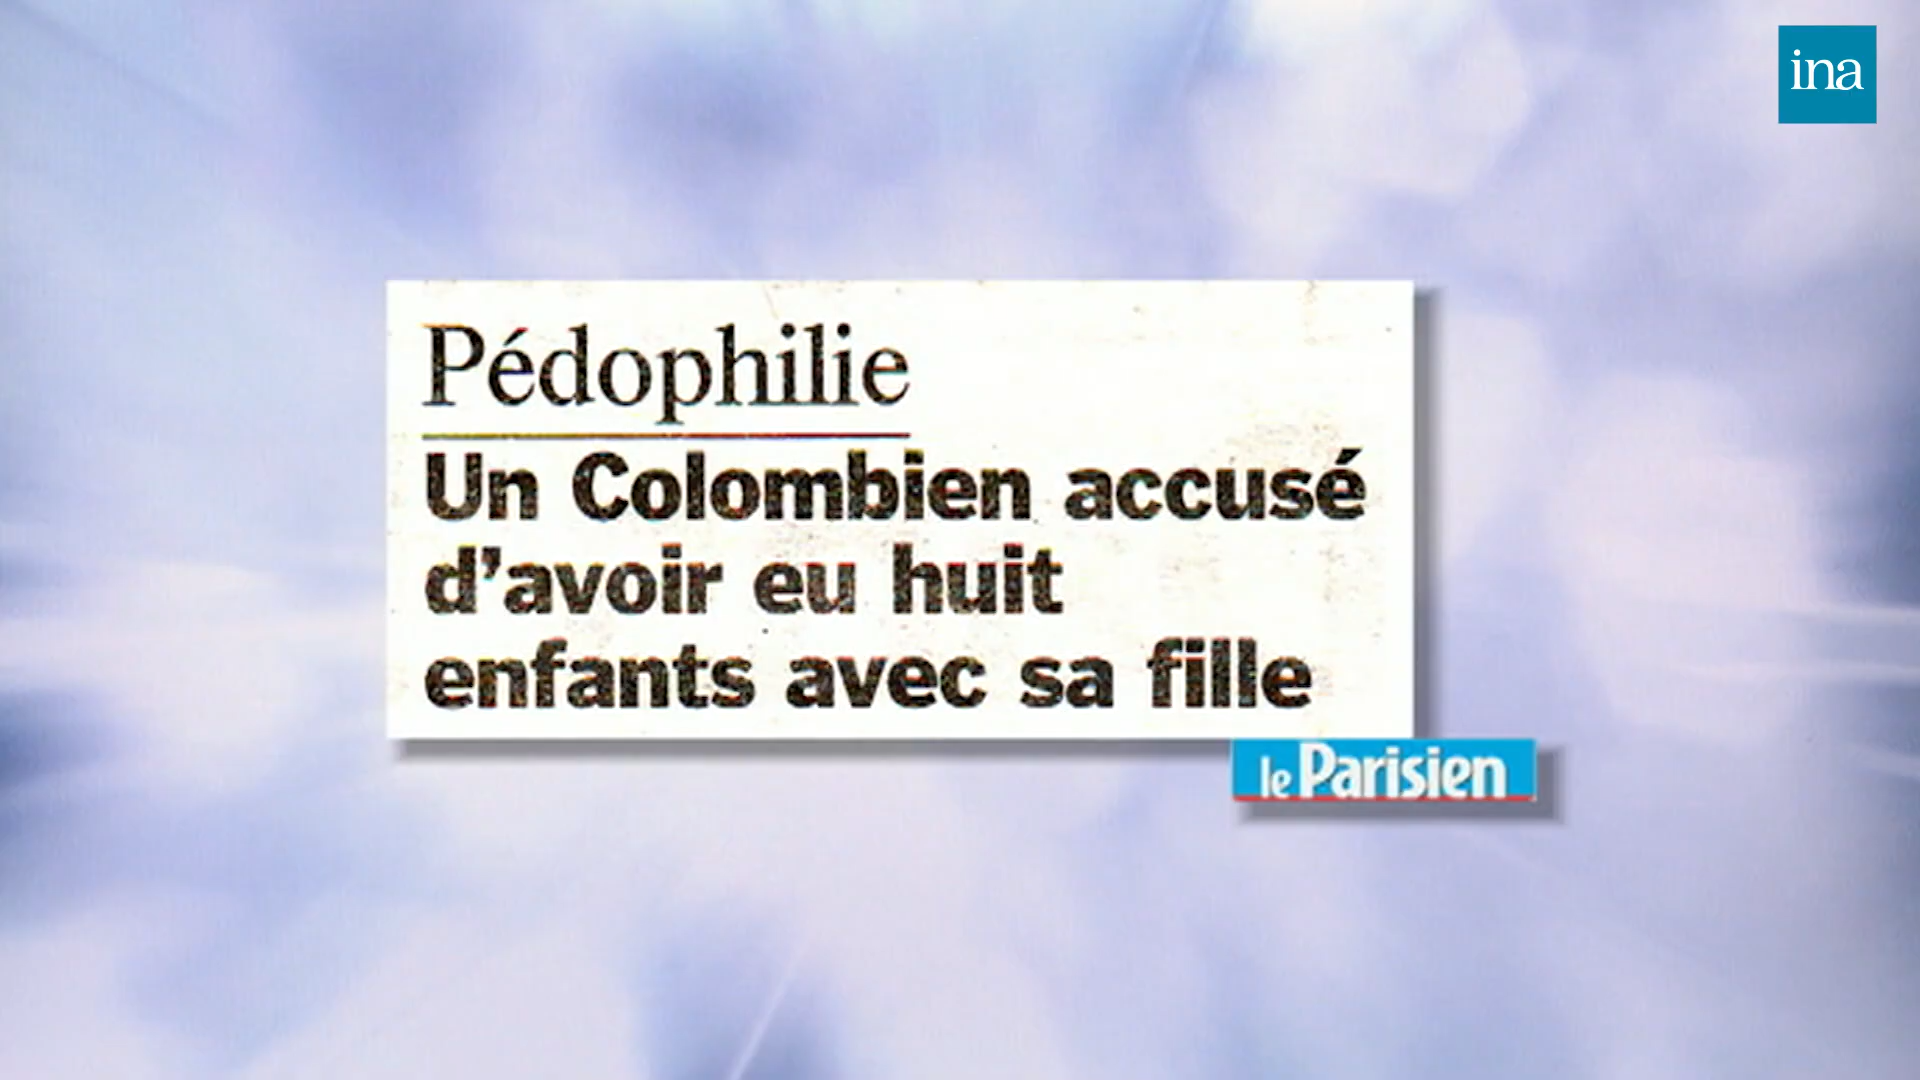 ina
Pédophilie
Un Colombien accusé
d'avoir eu huit
enfants avec sa fille
le Parisien